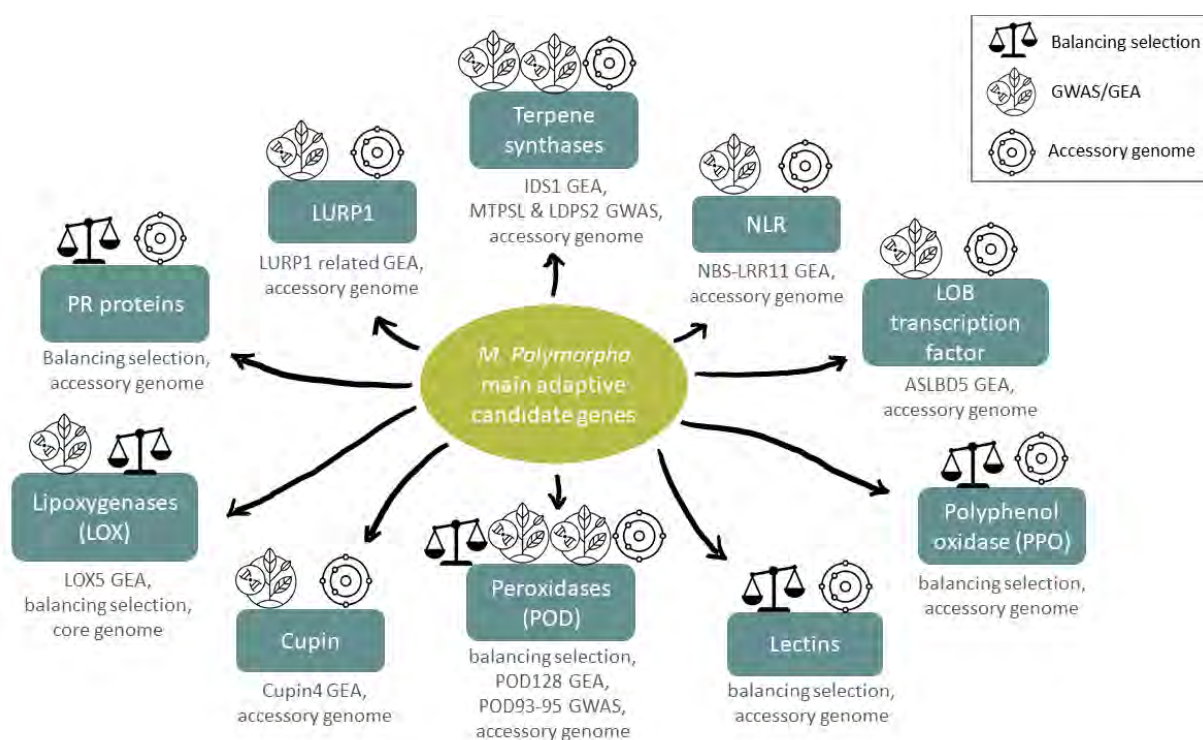 Balancing selection
GWAS/GEA
Accessory genome
Terpene
synthases
IDS1 GEA,
MTPSL & LDPS2 GWAS,
accessory genome
LURP1
LURP1 related GEA,
accessory genome
NLR
NBS-LRR11 GEA,
accessory genome
PR proteins
Balancing selection,
accessory genome
LOB
transcription
factor
ASLBD5 GEA,
accessory genome
M. Polymorpha
main adaptive
candidate genes
Lipoxygenases
(LOX)
LOX5 GEA,
balancing selection,
core genome
Polyphenol
oxidase (PPO)
balancing selection,
accessory genome
Cupin
Cupin4 GEA,
accessory genome
Peroxidases
(POD)
balancing selection,
POD128 GEA,
POD93-95 GWAS,
accessory genome
Lectins
balancing selection,
accessory genome